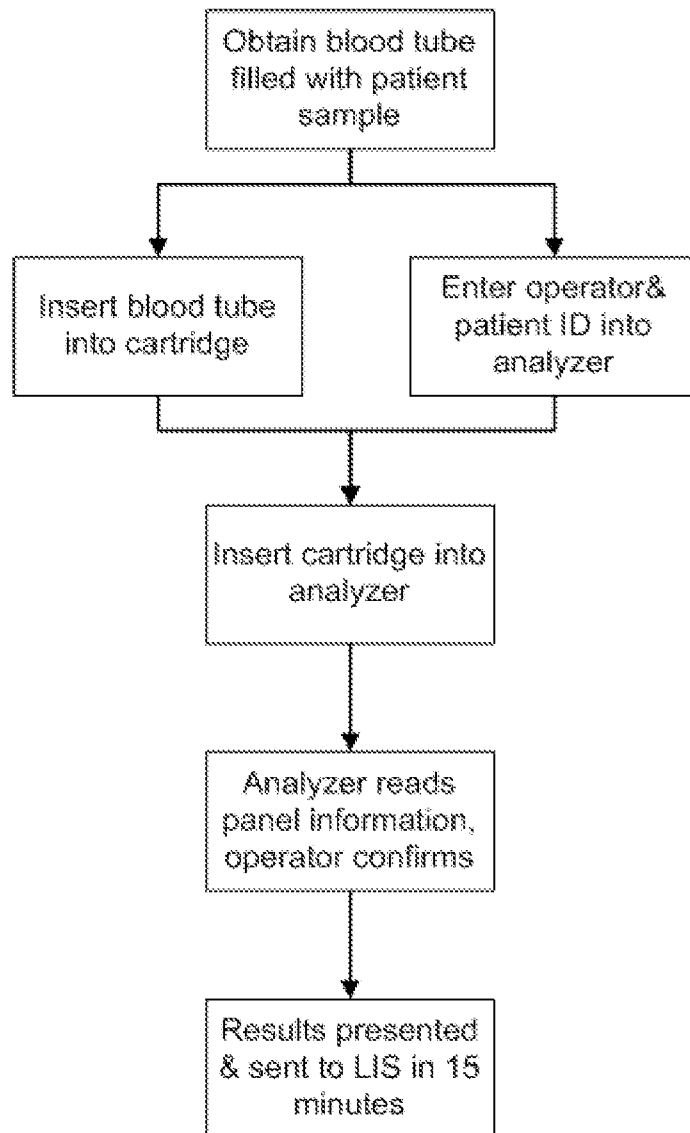 Obtain blood tube
filled with patient
sample
Insert blood tube
into cartridge
Enter operator&
patient ID into
analyzer
Insert cartridge into
analyzer
Analyzer reads
panel information,
operator confirms
Results presented
& sent to LIS in 15
minutes